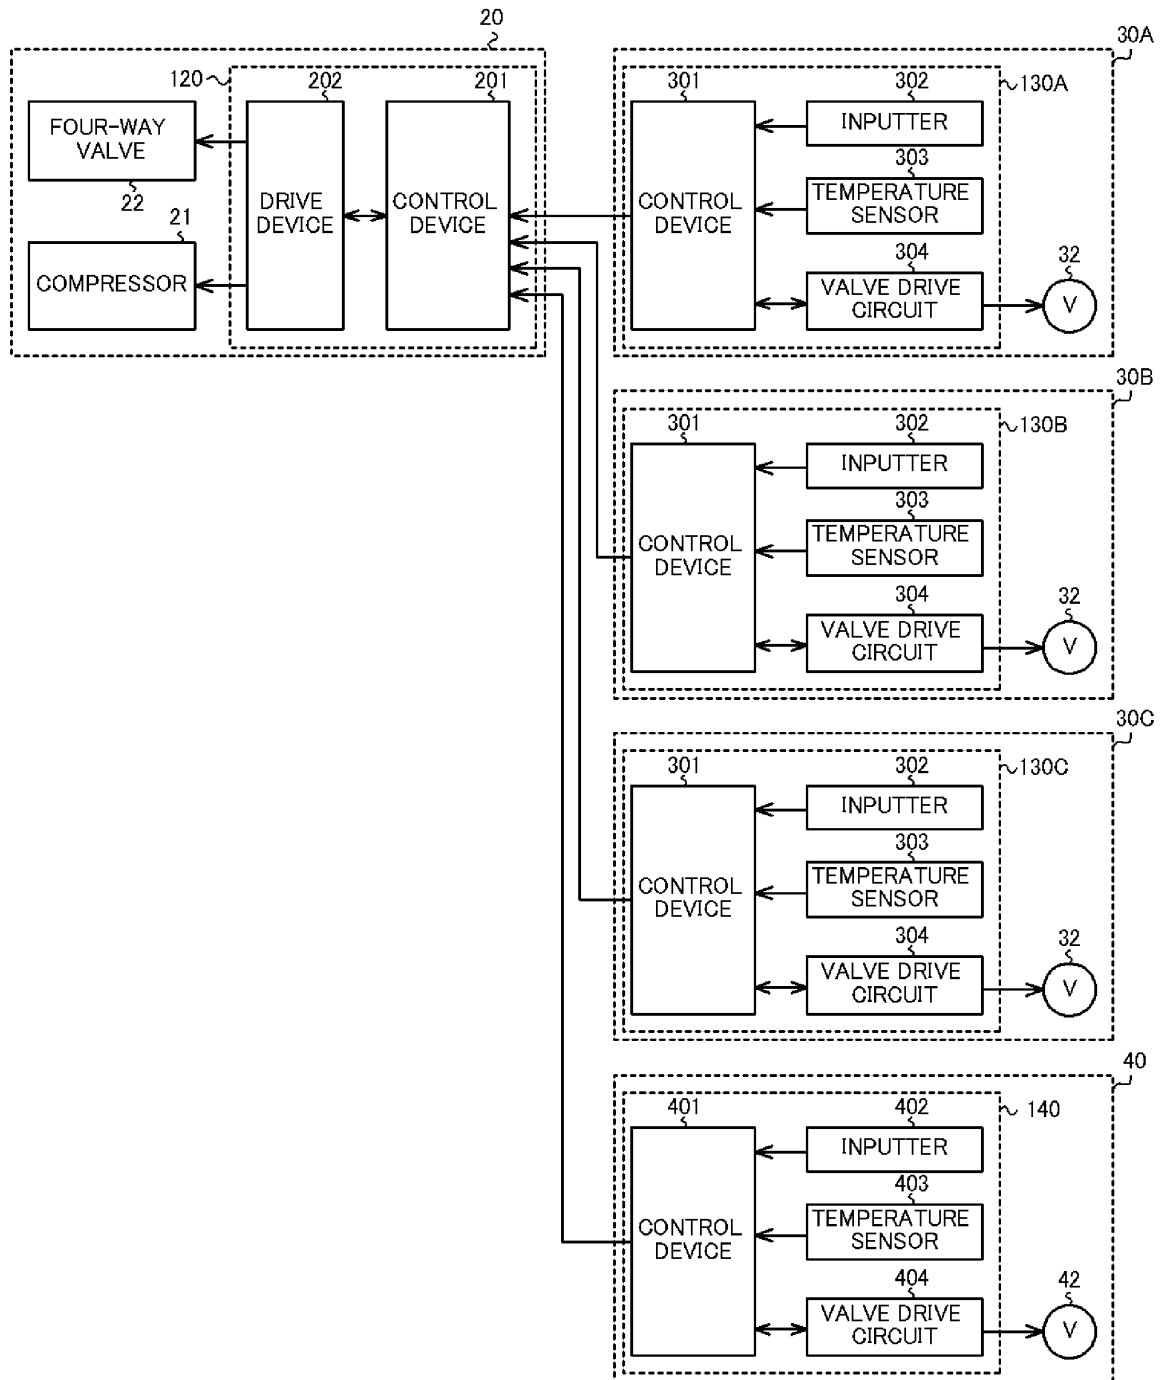 20
120
202
201
FOUR-WAY
VALVE
22
21
COMPRESSOR
DRIVE
DEVICE
CONTROL
DEVICE
30A
130A
301
302
INPUTTER
303
TEMPERATURE
SENSOR
CONTROL
DEVICE
304
VALVE DRIVE
CIRCUIT
32
V
30B
130B
301
302
INPUTTER
303
TEMPERATURE
SENSOR
CONTROL
DEVICE
304
VALVE DRIVE
CIRCUIT
32
V
30C
130C
301
302
INPUTTER
303
TEMPERATURE
SENSOR
CONTROL
DEVICE
304
VALVE DRIVE
CIRCUIT
32
V
40
140
401
402
INPUTTER
403
TEMPERATURE
SENSOR
CONTROL
DEVICE
404
VALVE DRIVE
CIRCUIT
42
V